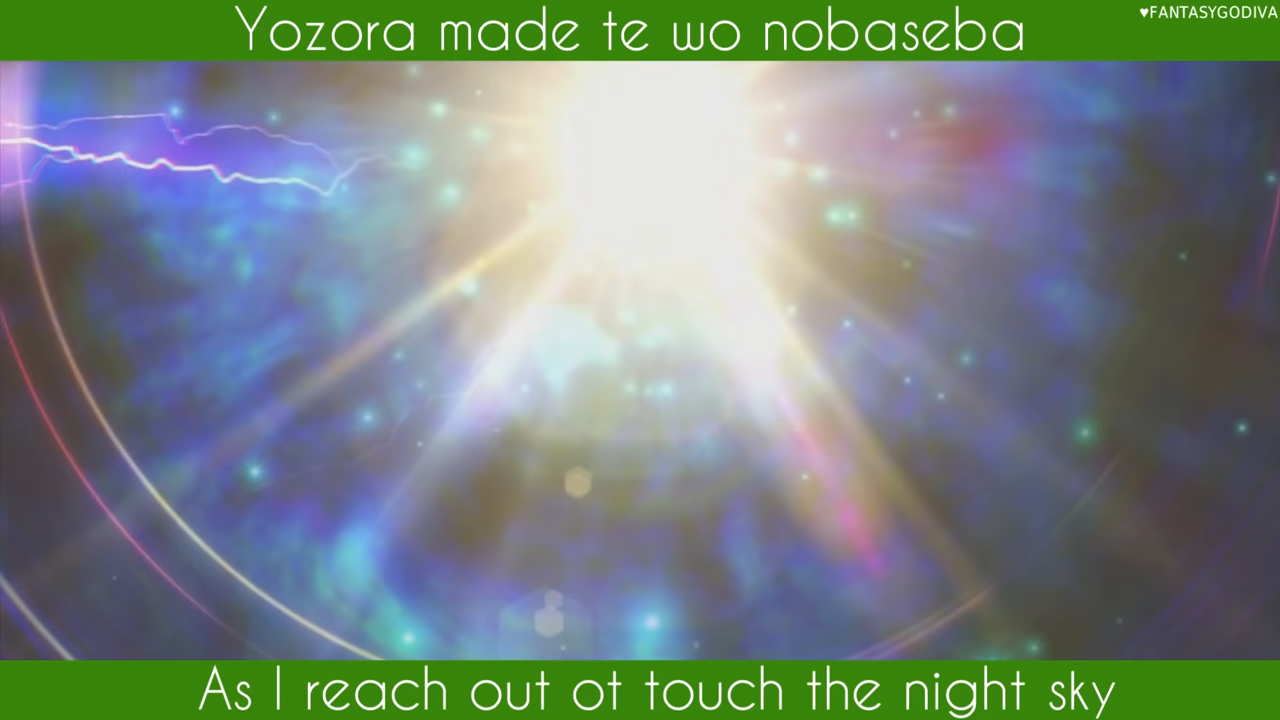 Yozora made te wo nobaseba
♥FANTASYGODIVA
As I reach out ot touch the night sky